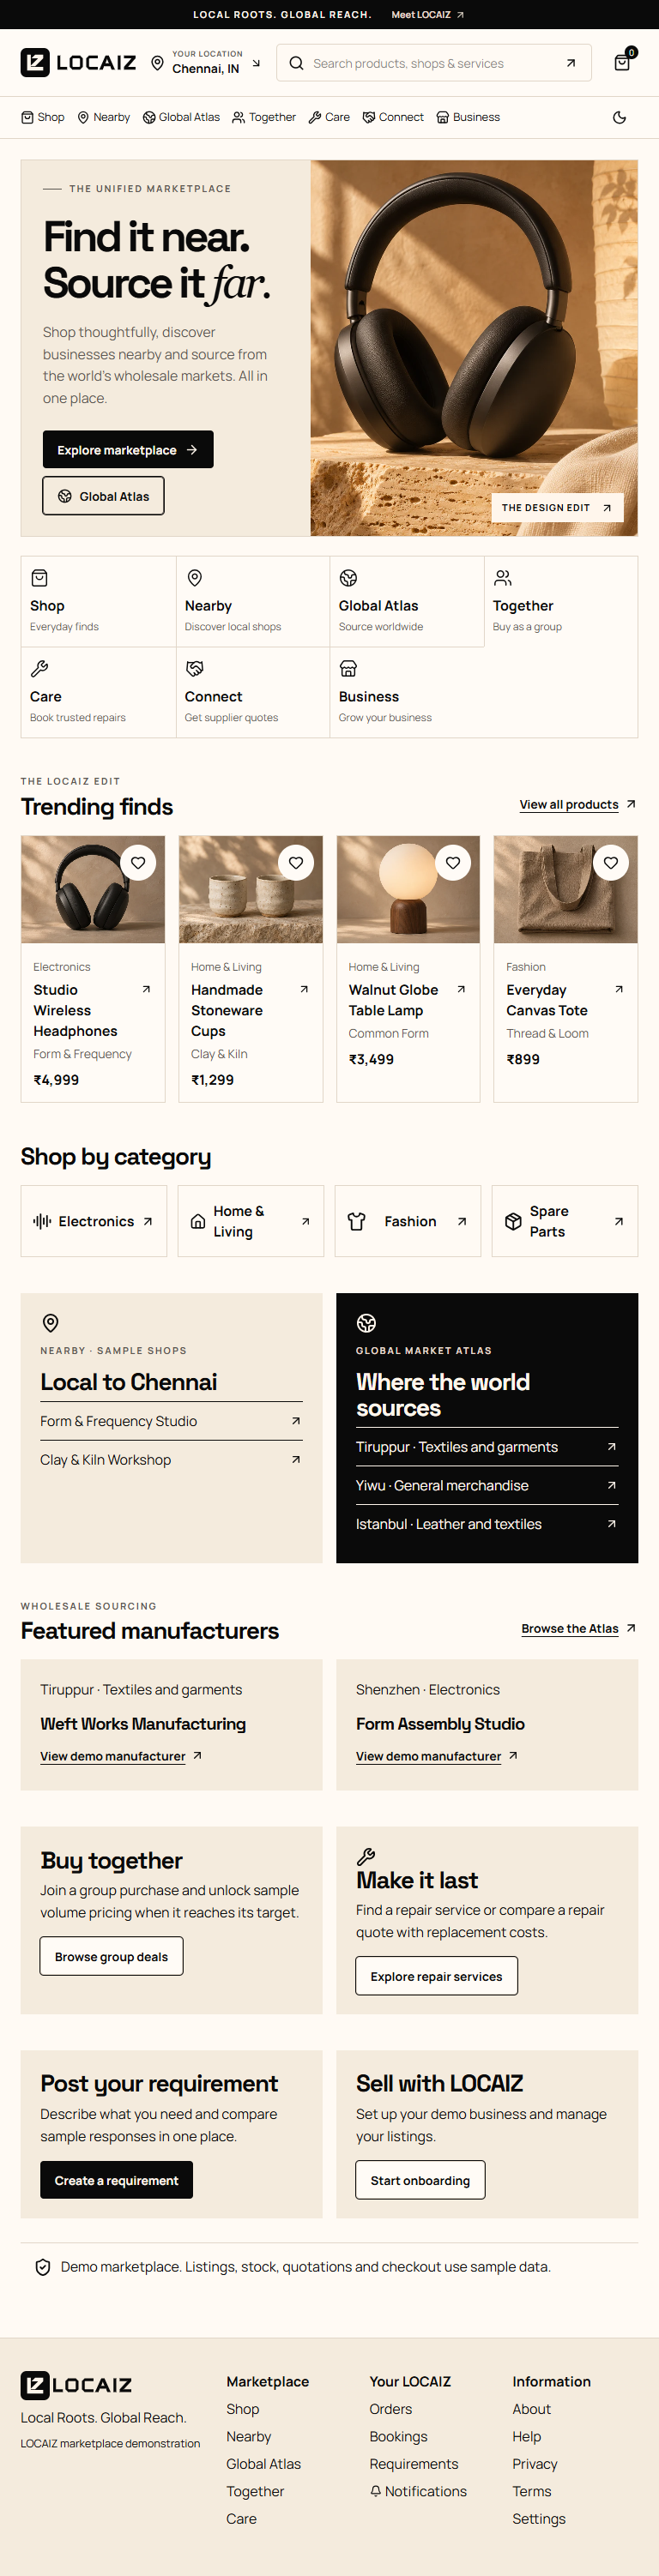 LOCAL ROOTS. GLOBAL REACH. Meet LOCAIZ
LOCAIZ
YOUR LOCATION
Chennai, IN
Search products, shops & services
0
Shop Nearby Global Atlas Together Care Connect Business
THE UNIFIED MARKETPLACE
Find it near.
Source it far.
Shop thoughtfully, discover
businesses nearby and source from
the world's wholesale markets. All in
one place.
Explore marketplace
Global Atlas
THE DESIGN EDIT
Shop
Everyday finds
Nearby
Discover local shops
Global Atlas
Source worldwide
Together
Buy as a group
Care
Book trusted repairs
Connect
Get supplier quotes
Business
Grow your business
THE LOCAIZ EDIT
Trending finds
View all products
Electronics
Studio
Wireless
Headphones
Form & Frequency
₹4,999
Home & Living
Handmade
Stoneware
Cups
Clay & Kiln
₹1,299
Home & Living
Walnut Globe
Table Lamp
Common Form
₹3,499
Fashion
Everyday
Canvas Tote
Thread & Loom
₹899
Shop by category
Electronics
Home &
Living
Fashion
Spare
Parts
NEARBY · SAMPLE SHOPS
Local to Chennai
Form & Frequency Studio
Clay & Kiln Workshop
GLOBAL MARKET ATLAS
Where the world
sources
Tiruppur · Textiles and garments
Yiwu · General merchandise
Istanbul · Leather and textiles
WHOLESALE SOURCING
Featured manufacturers
Browse the Atlas
Tiruppur · Textiles and garments
Weft Works Manufacturing
View demo manufacturer
Shenzhen · Electronics
Form Assembly Studio
View demo manufacturer
Buy together
Join a group purchase and unlock sample
volume pricing when it reaches its target.
Browse group deals
Make it last
Find a repair service or compare a repair
quote with replacement costs.
Explore repair services
Post your requirement
Describe what you need and compare
sample responses in one place.
Create a requirement
Sell with LOCAIZ
Set up your demo business and manage
your listings.
Start onboarding
Demo marketplace. Listings, stock, quotations and checkout use sample data.
LOCAIZ
Local Roots. Global Reach.
LOCAIZ marketplace demonstration
Marketplace
Shop
Nearby
Global Atlas
Together
Care
Your LOCAIZ
Orders
Bookings
Requirements
Notifications
Information
About
Help
Privacy
Terms
Settings